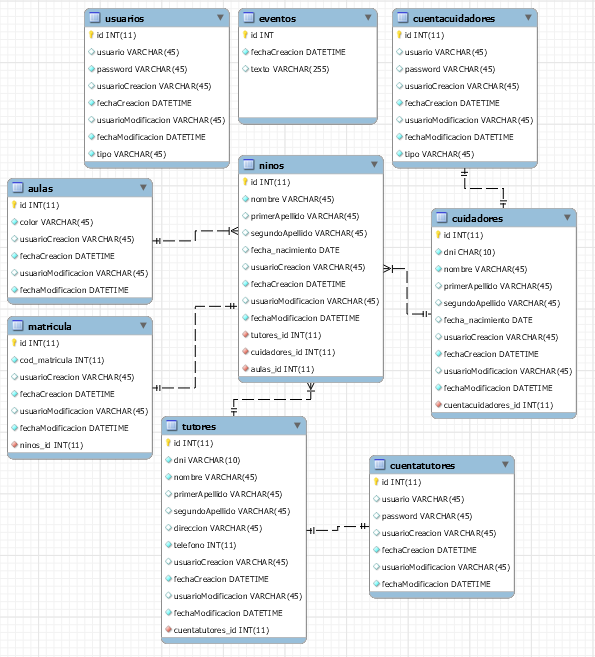 usuarios
id INT(11)
usuario VARCHAR(45)
password VARCHAR(45)
usuarioCreacion VARCHAR(45)
fechaCreacion DATETIME
usuarioModificacion VARCHAR(45)
fechaModificacion DATETIME
tipo VARCHAR(45)
eventos
id INT
fechaCreacion DATETIME
texto VARCHAR(255)
cuentacuidadores
id INT(11)
usuario VARCHAR(45)
password VARCHAR(45)
usuarioCreacion VARCHAR(45)
fechaCreacion DATETIME
usuarioModificacion VARCHAR(45)
fechaModificacion DATETIME
tipo VARCHAR(45)
aulas
id INT(11)
color VARCHAR(45)
usuarioCreacion VARCHAR(45)
fechaCreacion DATETIME
usuarioModificacion VARCHAR(45)
fechaModificacion DATETIME
ninos
id INT(11)
nombre VARCHAR(45)
primerApellido VARCHAR(45)
segundoApellido VARCHAR(45)
fecha_nacimiento DATE
usuarioCreacion VARCHAR(45)
fechaCreacion DATETIME
usuarioModificacion VARCHAR(45)
fechaModificacion DATETIME
tutores_id INT(11)
cuidadores_id INT(11)
aulas_id INT(11)
cuidadores
id INT(11)
dni CHAR(10)
nombre VARCHAR(45)
primerApellido VARCHAR(45)
segundoApellido VARCHAR(45)
fecha_nacimiento DATE
usuarioCreacion VARCHAR(45)
fechaCreacion DATETIME
usuarioModificacion VARCHAR(45)
fechaModificacion DATETIME
cuentacuidadores_id INT(11)
matricula
id INT(11)
cod_matricula INT(11)
usuarioCreacion VARCHAR(45)
fechaCreacion DATETIME
usuarioModificacion VARCHAR(45)
fechaModificacion DATETIME
ninos_id INT(11)
tutores
id INT(11)
dni VARCHAR(10)
nombre VARCHAR(45)
primerApellido VARCHAR(45)
segundoApellido VARCHAR(45)
direccion VARCHAR(45)
telefono INT(11)
usuarioCreacion VARCHAR(45)
fechaCreacion DATETIME
usuarioModificacion VARCHAR(45)
fechaModificacion DATETIME
cuentatutores_id INT(11)
cuentatutores
id INT(11)
usuario VARCHAR(45)
password VARCHAR(45)
usuarioCreacion VARCHAR(45)
fechaCreacion DATETIME
usuarioModificacion VARCHAR(45)
fechaModificacion DATETIME